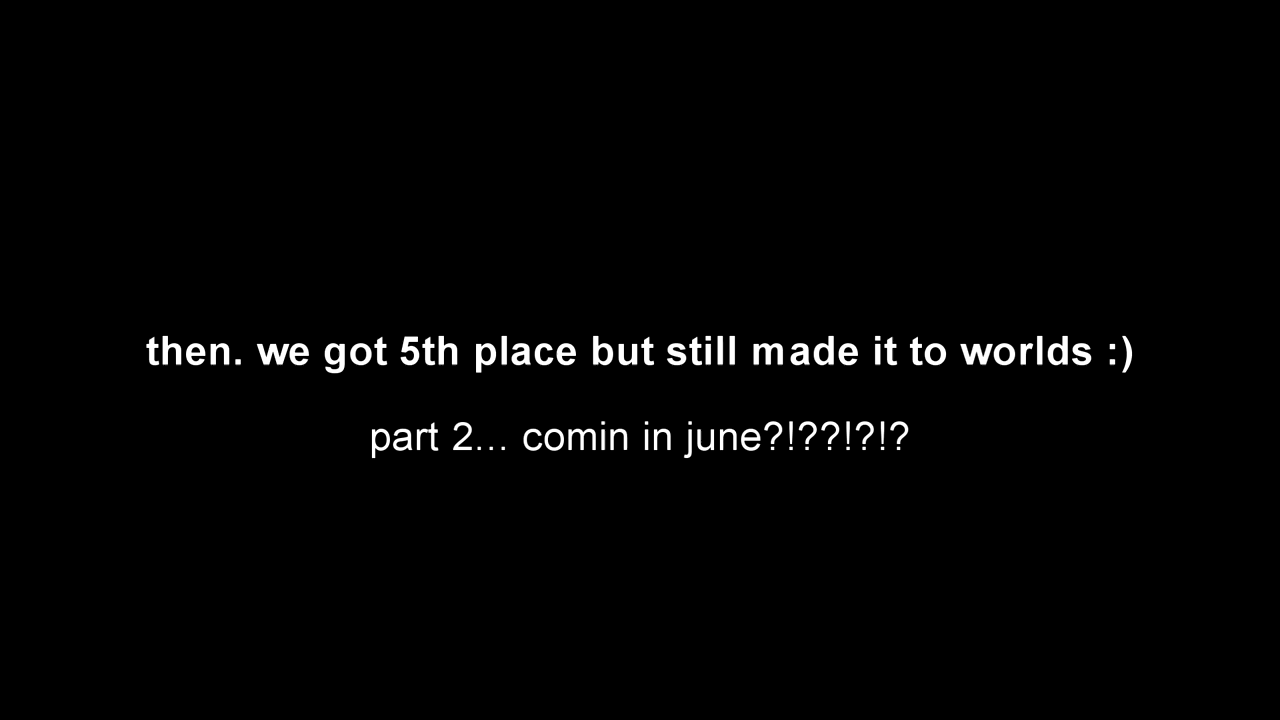 then. we got 5th place but still made it to worlds :)
part 2... comin in june?!??!?!?